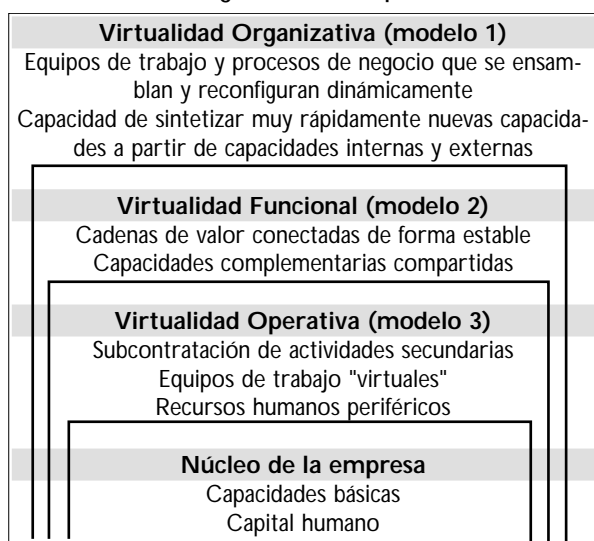 Virtualidad Organizativa (modelo 1)
Equipos de trabajo y procesos de negocio que se ensam-
blan y reconfiguran dinámicamente
Capacidad de sintetizar muy rápidamente nuevas capacida-
des a partir de capacidades internas y externas
Virtualidad Funcional (modelo 2)
Cadenas de valor conectadas de forma estable
Capacidades complementarias compartidas
Virtualidad Operativa (modelo 3)
Subcontratación de actividades secundarias
Equipos de trabajo "virtuales"
Recursos humanos periféricos
Núcleo de la empresa
Capacidades básicas
Capital humano